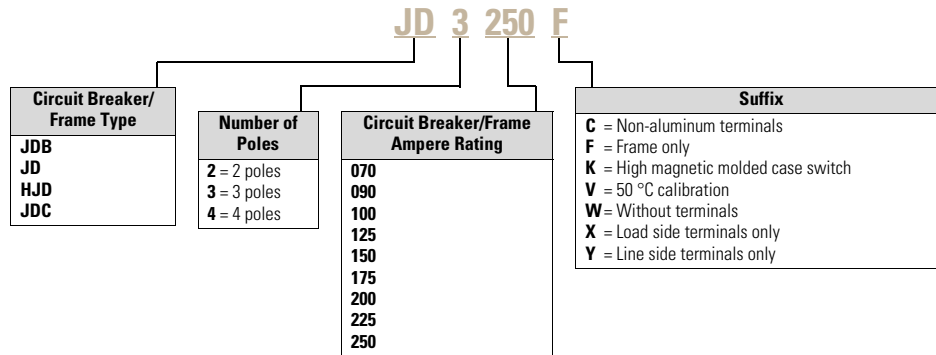 JD 3 250 F
Circuit Breaker/
Frame Type
JDB
JD
HJD
JDC
Number of
Poles
2 = 2 poles
3 = 3 poles
4 = 4 poles
Circuit Breaker/Frame
Ampere Rating
070
090
100
125
150
175
200
225
250
Suffix
C = Non-aluminum terminals
F = Frame only
K = High magnetic molded case switch
V = 50 °C calibration
W = Without terminals
X = Load side terminals only
Y = Line side terminals only